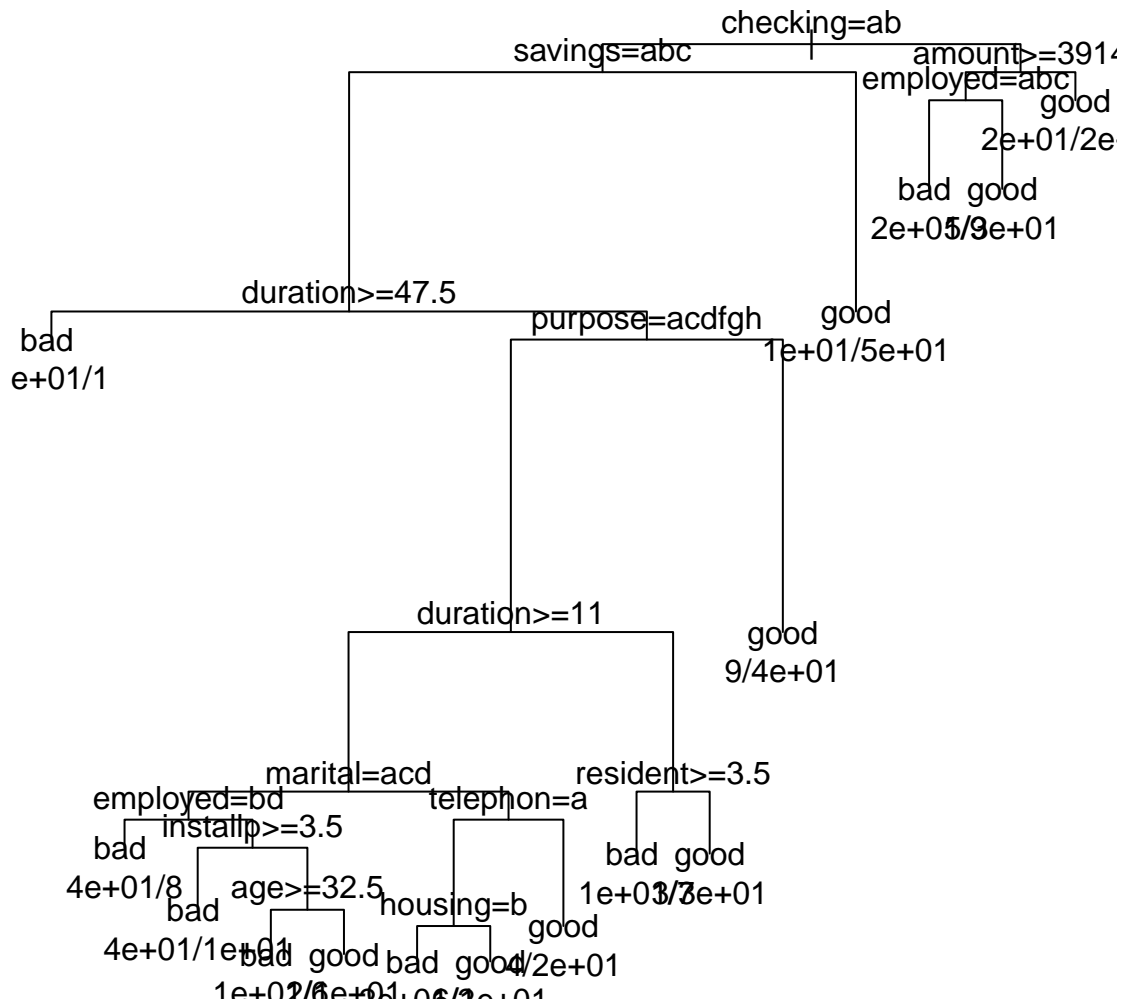 checking=ab
savings=abc
amount>=3914
employed=abc
good
2e+01/2e
bad good
duration>=47.5
purpose=acdfgh
good
1e+01/5e+01
bad
e+01/1
duration>=11
good
9/4e+01
marital=acd
resident>=3.5
employed=bd
telephon=a
installp>=3.5
bad
bad good
4e+01/8
age>=32.5
housing=b
bad
good
4e+01/1e+01
4/2e+01
bad good
bad good